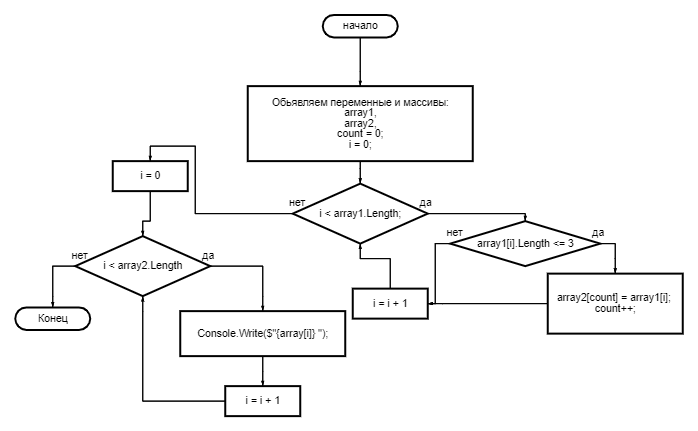 начало
Обьявляем переменные и массивы:
array1,
array2,
count = 0;
i = 0;
i = 0
нет
i < array1.Length;
да
нет
array1[i].Length <= 3
да
нет
i < array2.Length
да
i = i + 1
array2[count] = array1[i];
count++;
Конец
Console.Write($"{array[i]} ");
i = i + 1